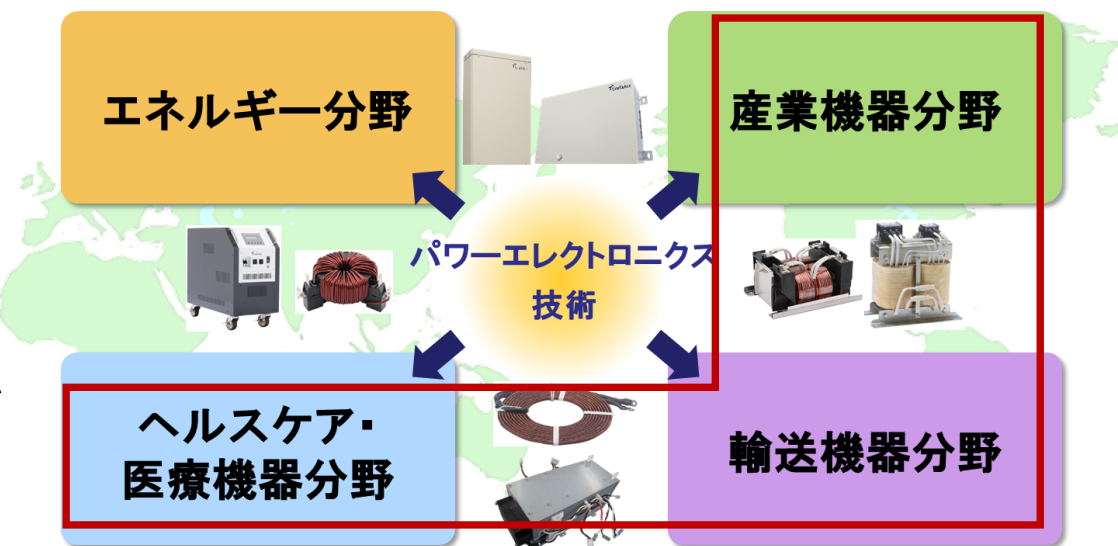 エネルギー分野
産業機器分野
パワーエレクトロニクス
技術
ヘルスケア・
医療機器分野
輸送機器分野